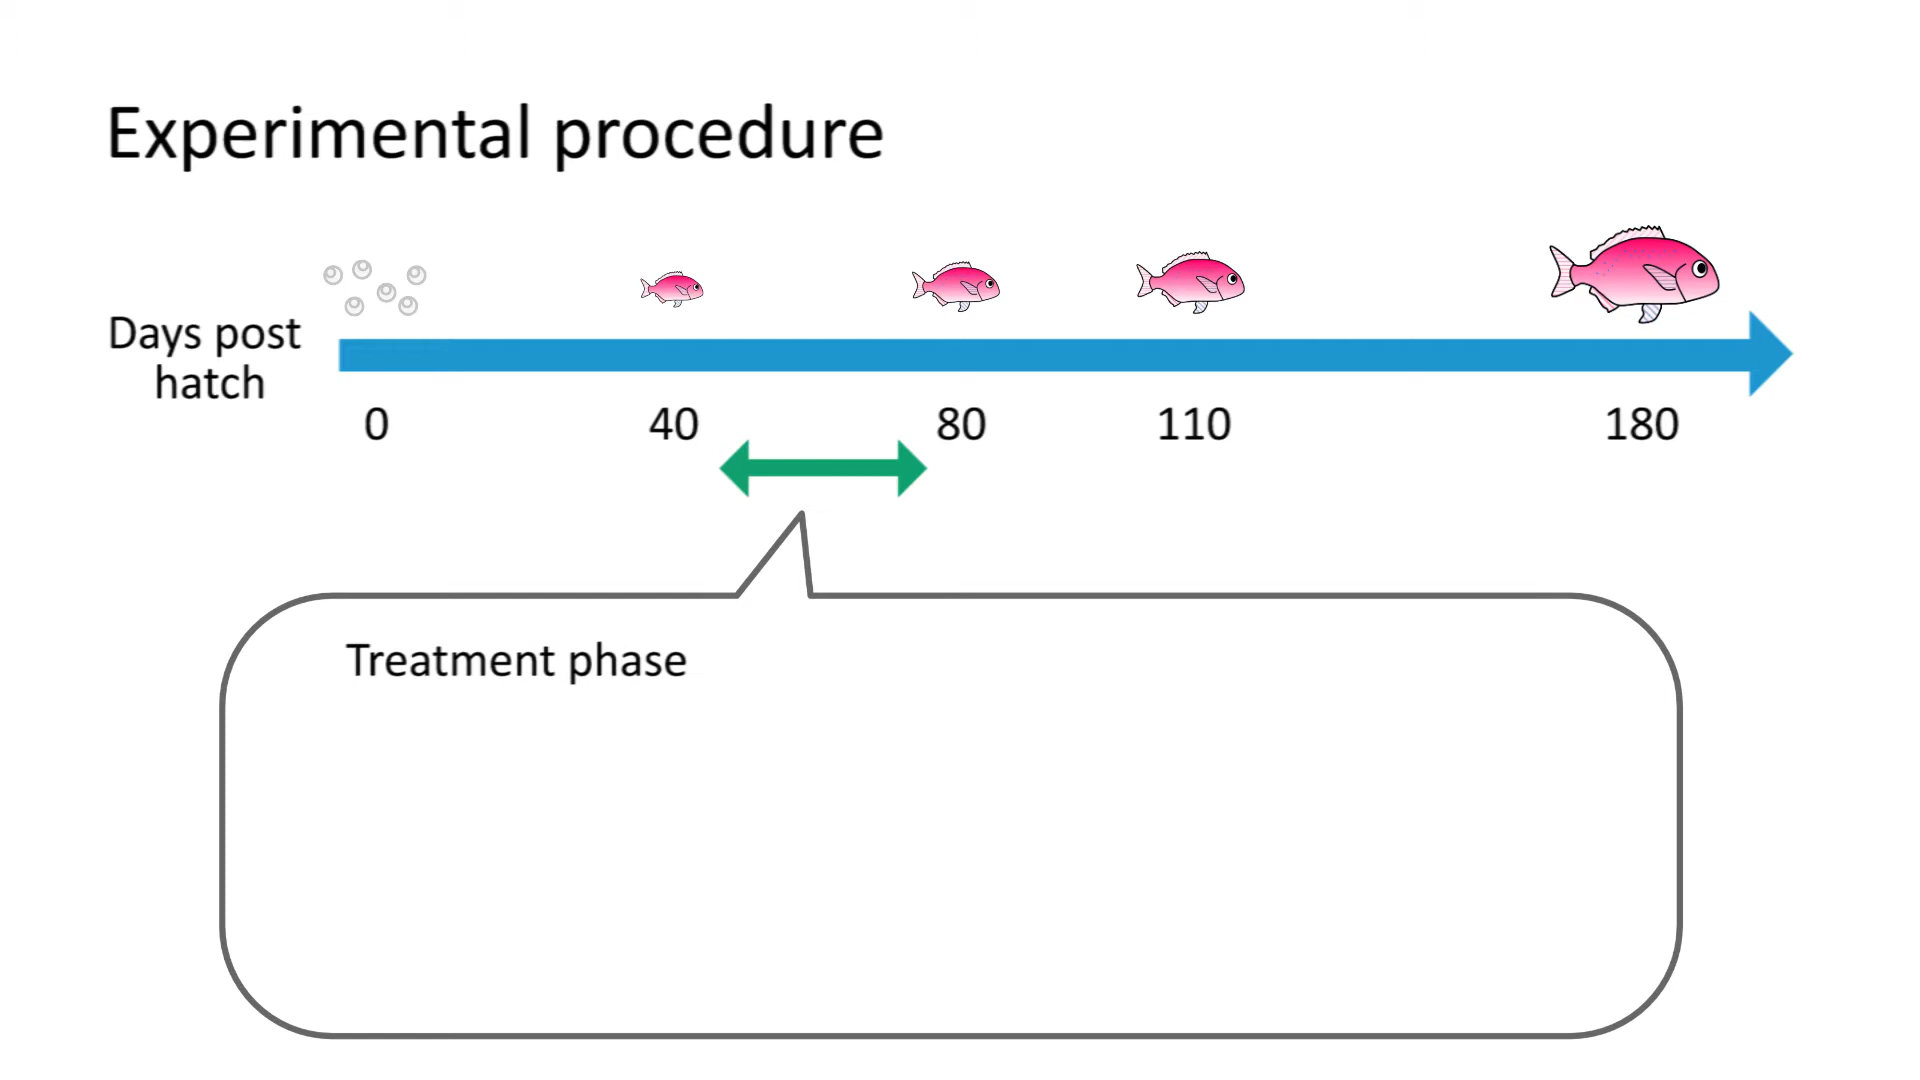 Experimental procedure
Days post
hatch
0 40 80 110 180
Treatment phase